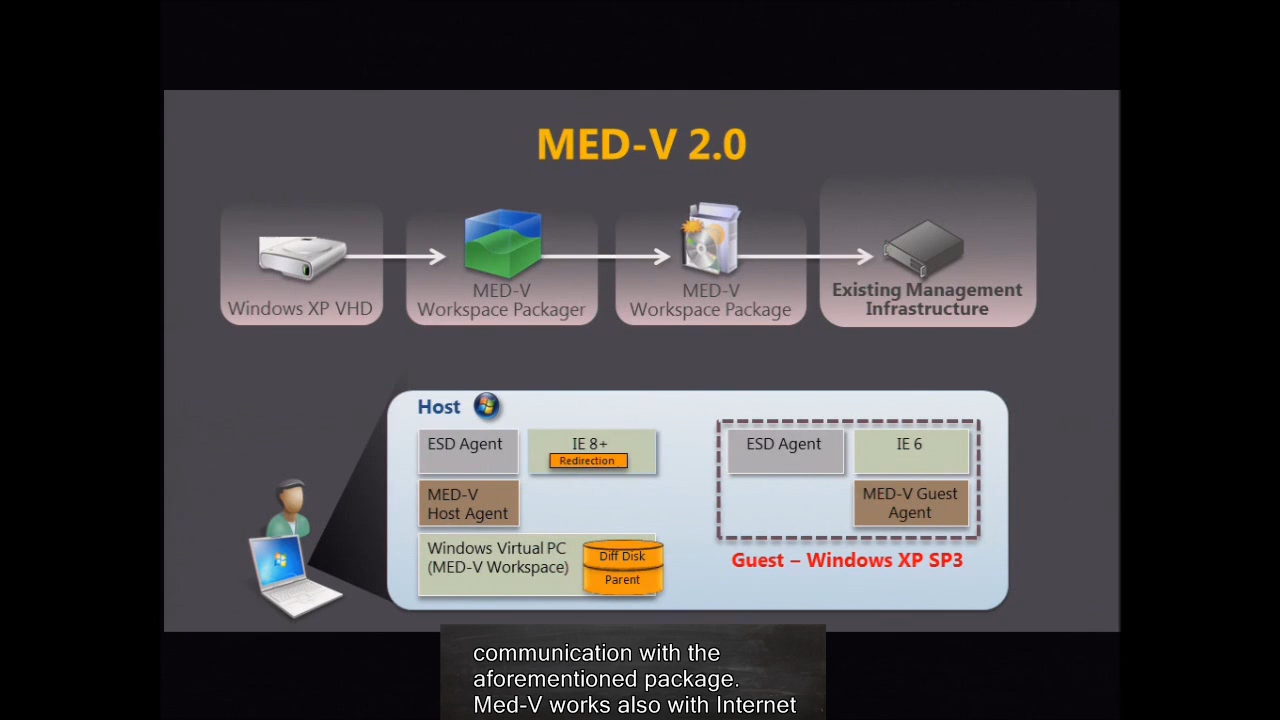 MED-V 2.0
Windows XP VHD
MED-V
Workspace Packager
MED-V
Workspace Package
Existing Management
Infrastructure
Host
ESD Agent
IE 8+
Redirection
MED-V
Host Agent
Windows Virtual PC
(MED-V Workspace)
Diff Disk
Parent
ESD Agent
IE 6
MED-V Guest
Agent
Guest – Windows XP SP3
communication with the
aforementioned package.
Med-V works also with Internet